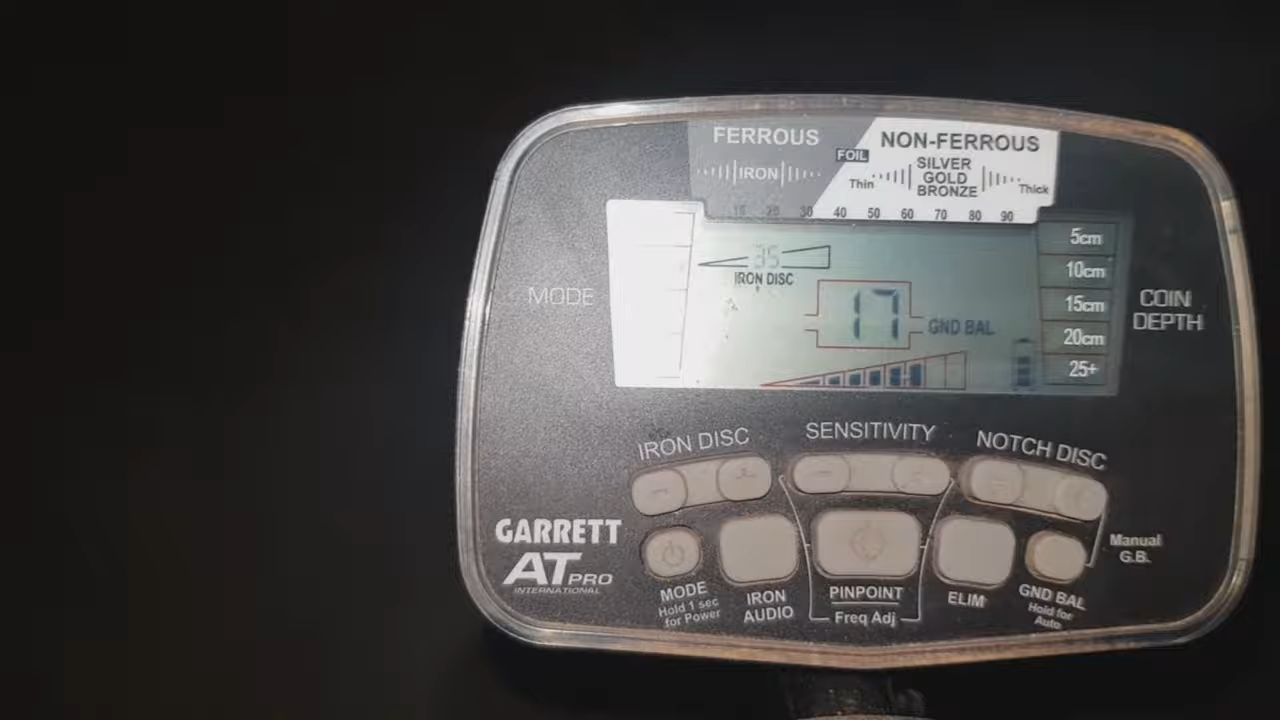 FERROUS
NON-FERROUS
FOIL
IRON
SILVER
GOLD
BRONZE
Thin
Thick
15 20 30 40 50 60 70 80 90
35
IRON DISC
17
GND BAL
5cm
10cm
15cm
20cm
25+
MODE
COIN
DEPTH
IRON DISC
SENSITIVITY
NOTCH DISC
GARRETT
AT PRO
INTERNATIONAL
MODE
Hold 1 sec
for Power
IRON
AUDIO
PINPOINT
Freq Adj
ELIM
GND BAL
Hold for
Auto
Manual
G.B.